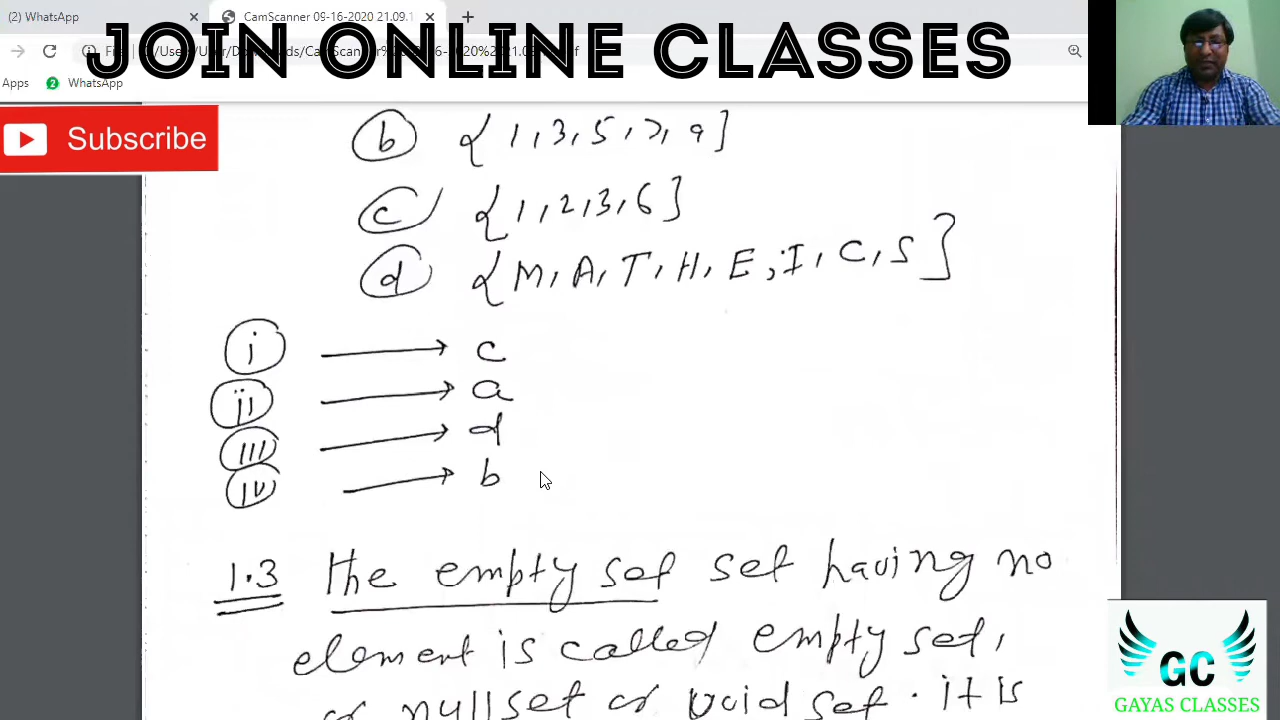 (2) WhatsApp
CamScanner 09-16-2020 21.09.1
JOIN ONLINE CLASSES
Apps WhatsApp
Subscribe
b {1, 3, 5, 7, 9}
c {1, 2, 3, 6}
d {M, A, T, H, E, I, C, S}
i → c
ii → a
iii → d
iv → b
1.3 the empty set set having no
element is called empty set,
or null set or void set. it is
GC
GAYAS CLASSES